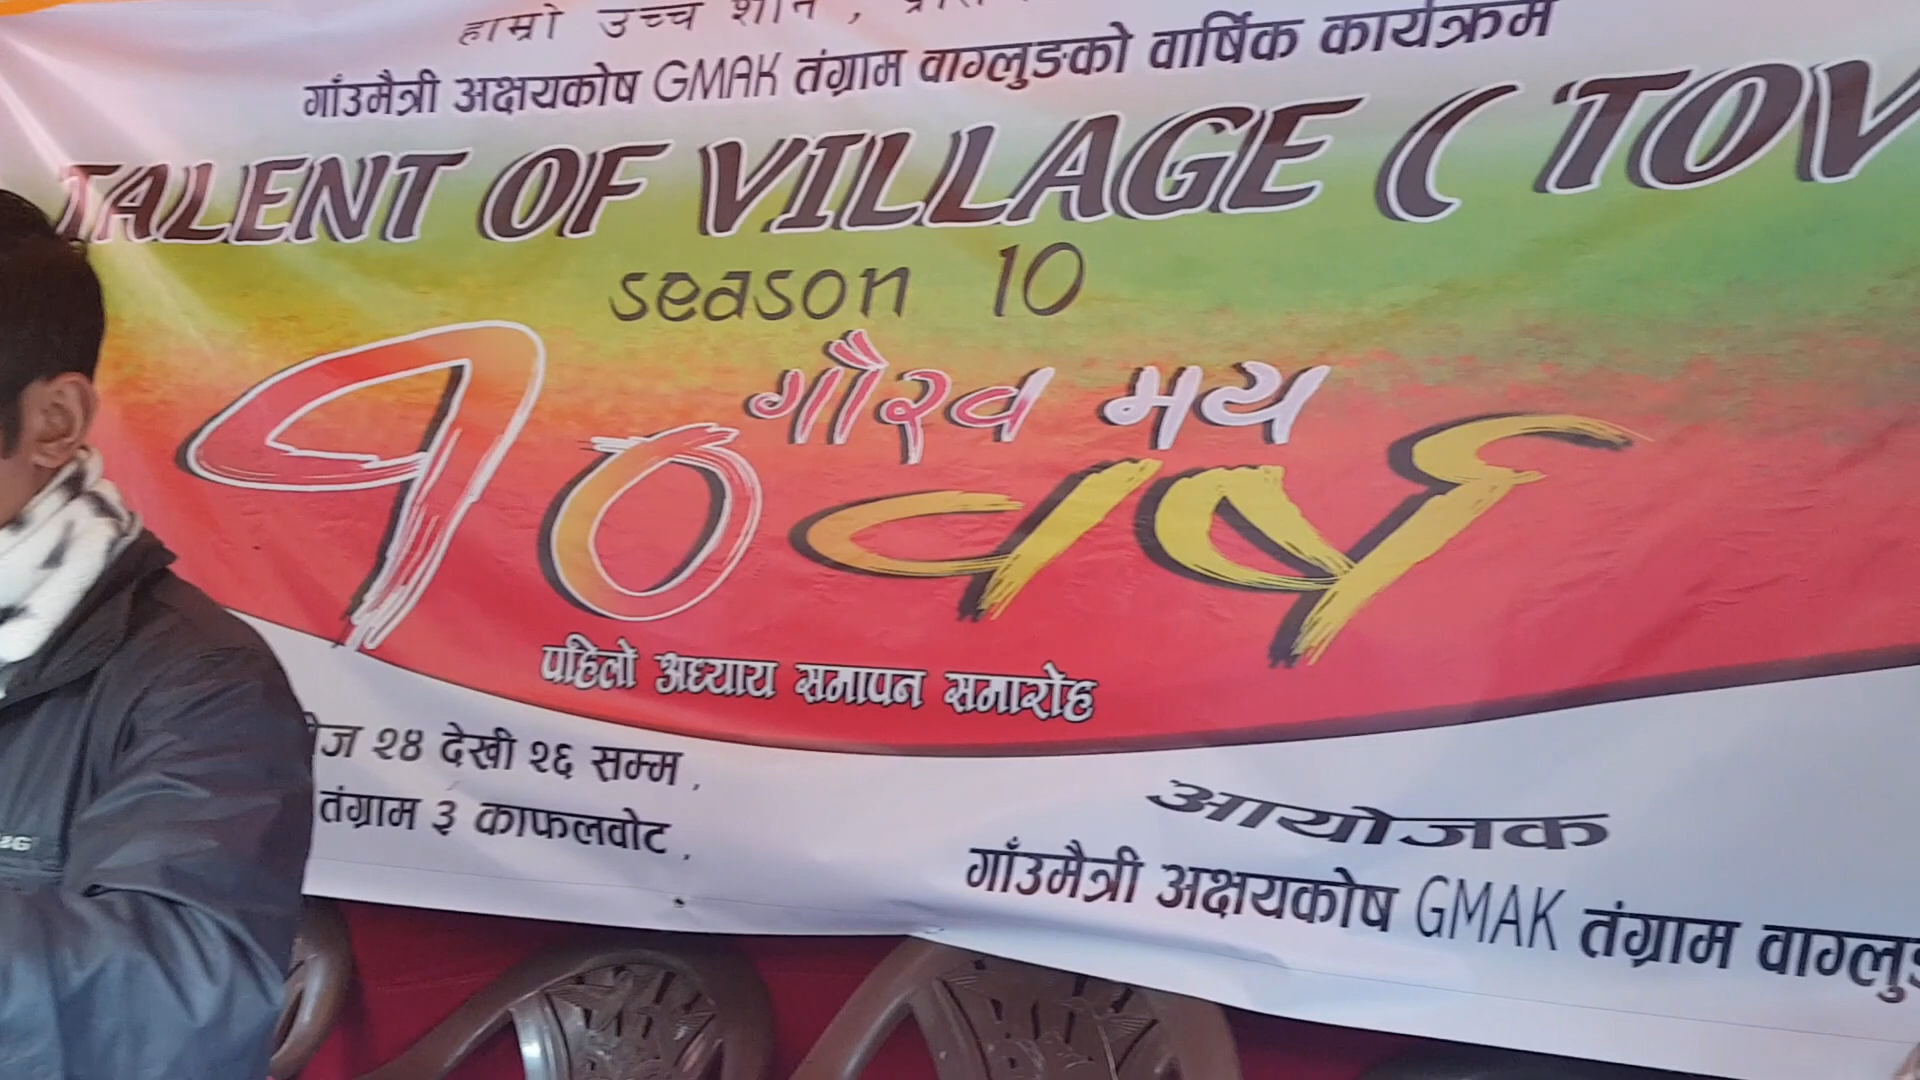 हाम्रो उच्च शान ,
गाँउमैत्री अक्षयकोष GMAK तंग्राम वाग्लुङको वार्षिक कार्यक्रम
TALENT OF VILLAGE ( TOV
season 10
गौरव मय
१० वर्ष
पहिलो अध्याय समापन समारोह
२४ देखी २६ सम्म ,
तंग्राम ३ काफलवोट ,
आयोजक
गाँउमैत्री अक्षयकोष GMAK तंग्राम